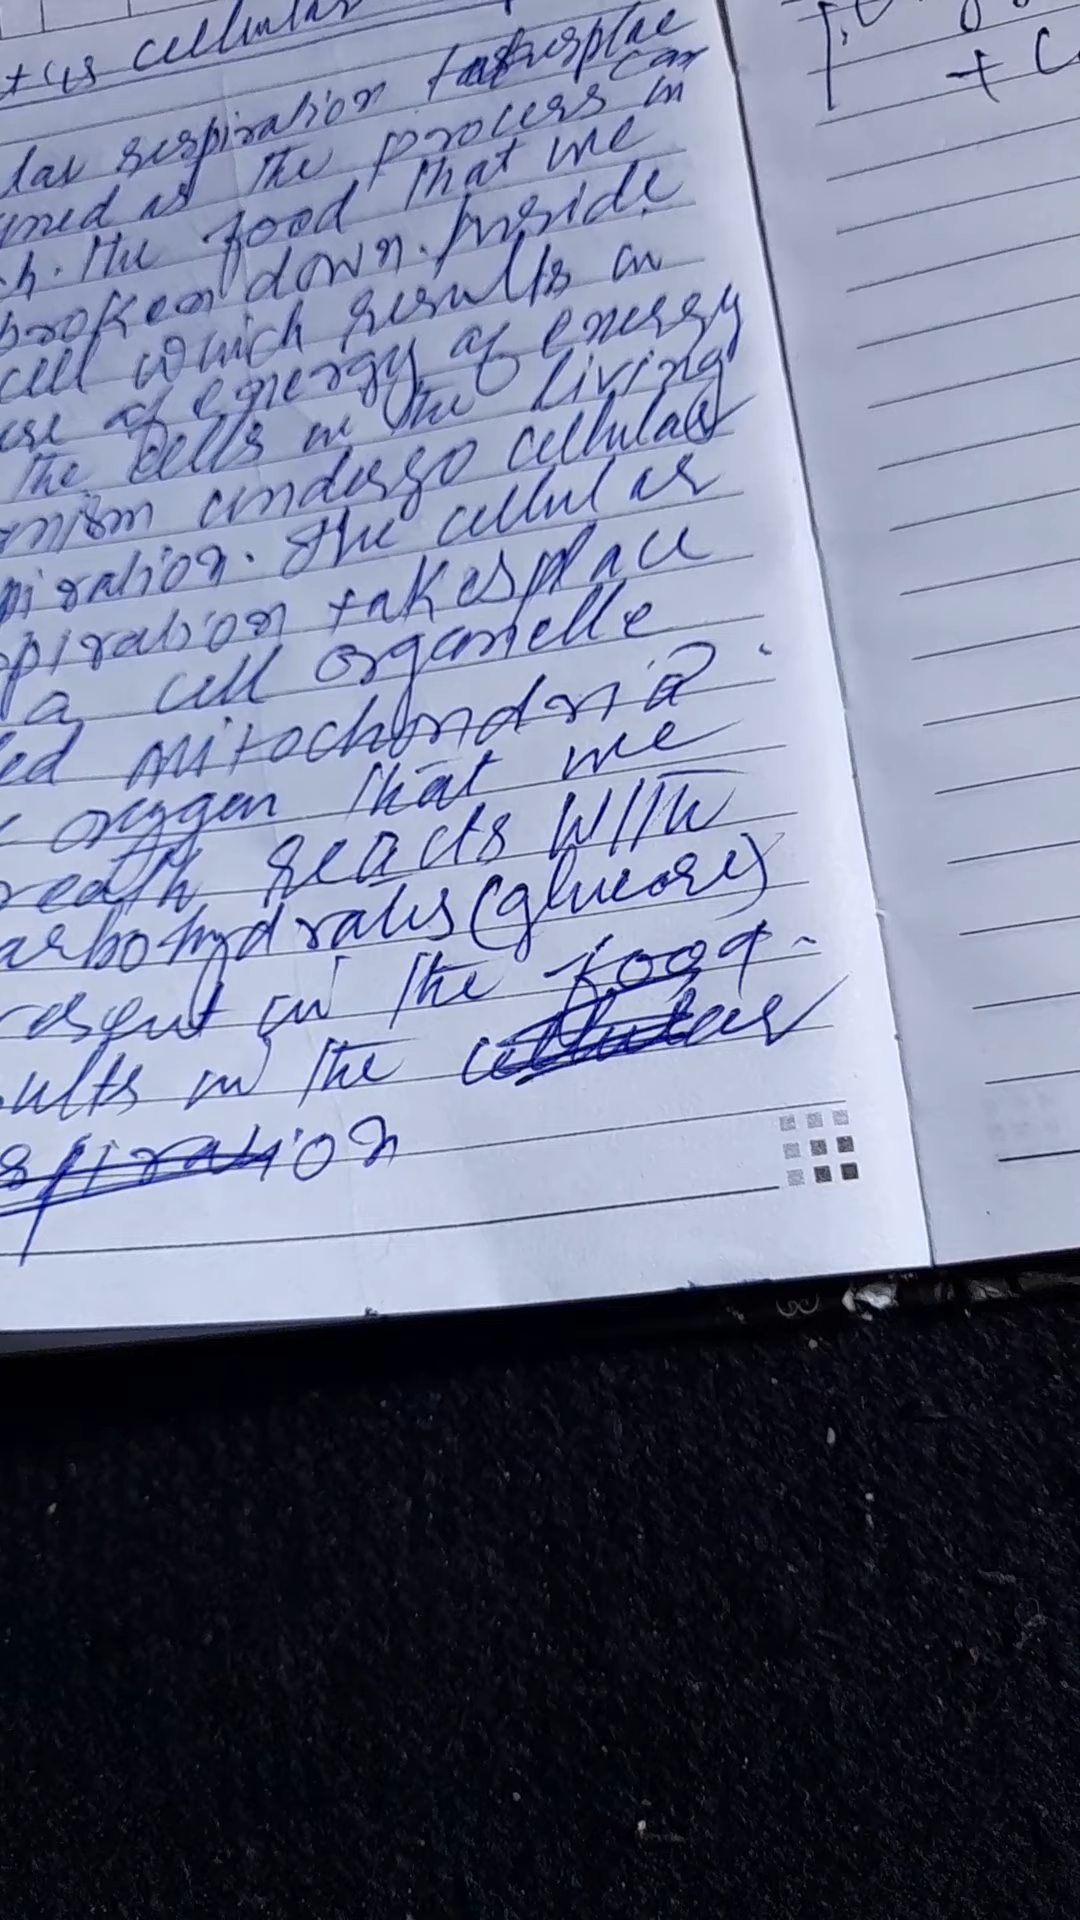 t is cellular
lar respiration takesplae
ined as the process in
h. the food that we
broken down. Inside
cell which results in
ase of energy of energy
the cells in the living
nism undergo cellular
piration. The cellular
piration takesplace
a cell organelle
ed mitochondria.
oxygen that we
reath reacts WITH
arbohydrates (glucose)
resent in the food.
ults in the cellular
spiration
+ C